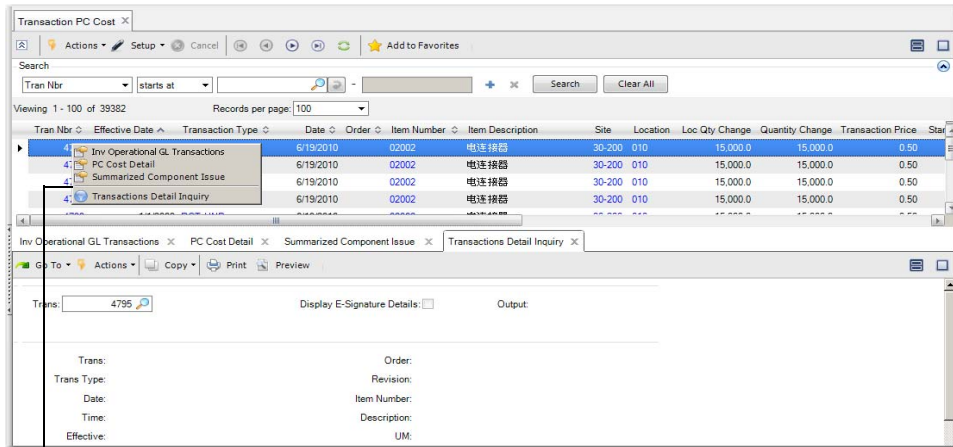 Transaction PC Cost
Actions Setup Cancel Add to Favorites
Search
Tran Nbr starts at - Search Clear All
Viewing 1 - 100 of 39382 Records per page: 100
Tran Nbr Effective Date Transaction Type Date Order Item Number Item Description Site Location Loc Qty Change Quantity Change Transaction Price
6/19/2010 02002 电连接器 30-200 010 15,000.0 15,000.0 0.50
6/19/2010 02002 电连接器 30-200 010 15,000.0 15,000.0 0.50
6/19/2010 02002 电连接器 30-200 010 15,000.0 15,000.0 0.50
6/19/2010 02002 电连接器 30-200 010 15,000.0 15,000.0 0.50
Inv Operational GL Transactions
PC Cost Detail
Summarized Component Issue
Transactions Detail Inquiry
Inv Operational GL Transactions PC Cost Detail Summarized Component Issue Transactions Detail Inquiry
Go To Actions Copy Print Preview
Trans: 4795 Display E-Signature Details: Output:
Trans: Order:
Trans Type: Revision:
Date: Item Number:
Time: Description:
Effective: UM: